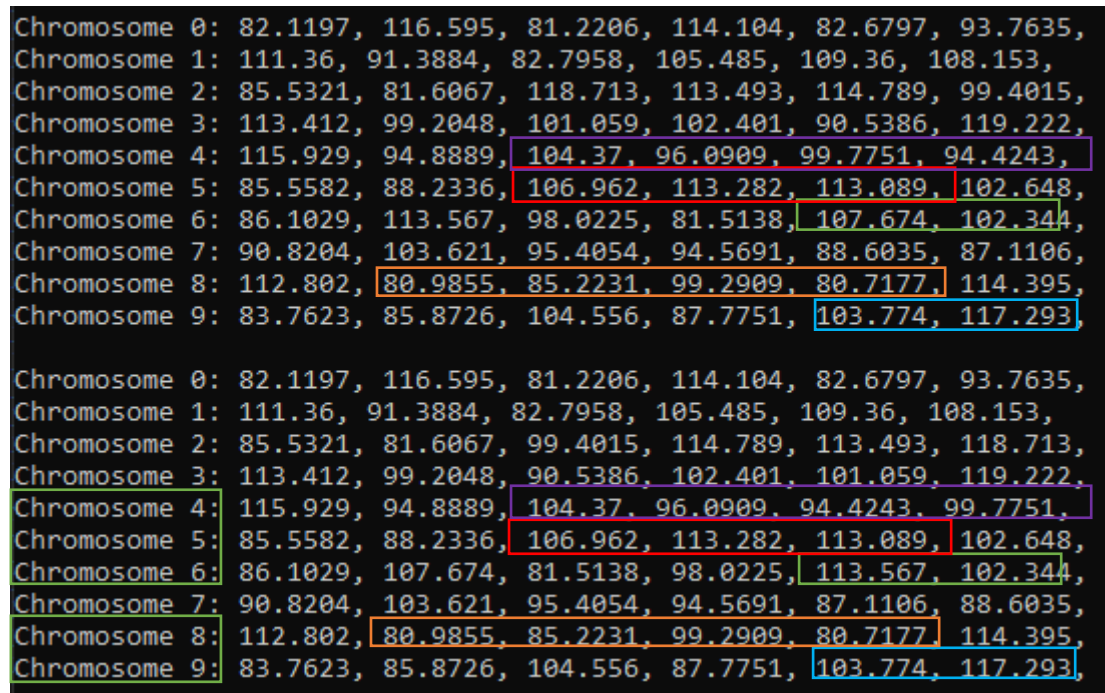 Chromosome 0: 82.1197, 116.595, 81.2206, 114.104, 82.6797, 93.7635,
Chromosome 1: 111.36, 91.3884, 82.7958, 105.485, 109.36, 108.153,
Chromosome 2: 85.5321, 81.6067, 118.713, 113.493, 114.789, 99.4015,
Chromosome 3: 113.412, 99.2048, 101.059, 102.401, 90.5386, 119.222,
Chromosome 4: 115.929, 94.8889, 104.37, 96.0909, 99.7751, 94.4243,
Chromosome 5: 85.5582, 88.2336, 106.962, 113.282, 113.089, 102.648,
Chromosome 6: 86.1029, 113.567, 98.0225, 81.5138, 107.674, 102.344,
Chromosome 7: 90.8204, 103.621, 95.4054, 94.5691, 88.6035, 87.1106,
Chromosome 8: 112.802, 80.9855, 85.2231, 99.2909, 80.7177, 114.395,
Chromosome 9: 83.7623, 85.8726, 104.556, 87.7751, 103.774, 117.293,
Chromosome 0: 82.1197, 116.595, 81.2206, 114.104, 82.6797, 93.7635,
Chromosome 1: 111.36, 91.3884, 82.7958, 105.485, 109.36, 108.153,
Chromosome 2: 85.5321, 81.6067, 99.4015, 114.789, 113.493, 118.713,
Chromosome 3: 113.412, 99.2048, 90.5386, 102.401, 101.059, 119.222,
Chromosome 4: 115.929, 94.8889, 104.37, 96.0909, 94.4243, 99.7751,
Chromosome 5: 85.5582, 88.2336, 106.962, 113.282, 113.089, 102.648,
Chromosome 6: 86.1029, 107.674, 81.5138, 98.0225, 113.567, 102.344,
Chromosome 7: 90.8204, 103.621, 95.4054, 94.5691, 87.1106, 88.6035,
Chromosome 8: 112.802, 80.9855, 85.2231, 99.2909, 80.7177, 114.395,
Chromosome 9: 83.7623, 85.8726, 104.556, 87.7751, 103.774, 117.293,